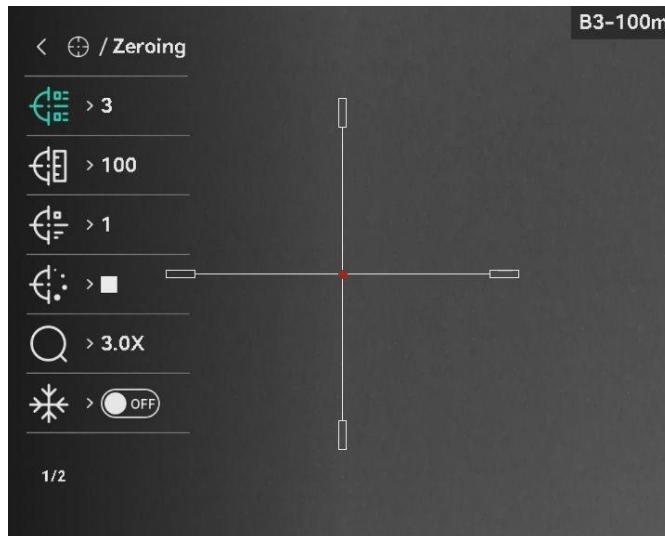 B3-100m
< / Zeroing
> 3
> 100
> 1
>
> 3.0X
> OFF
1/2